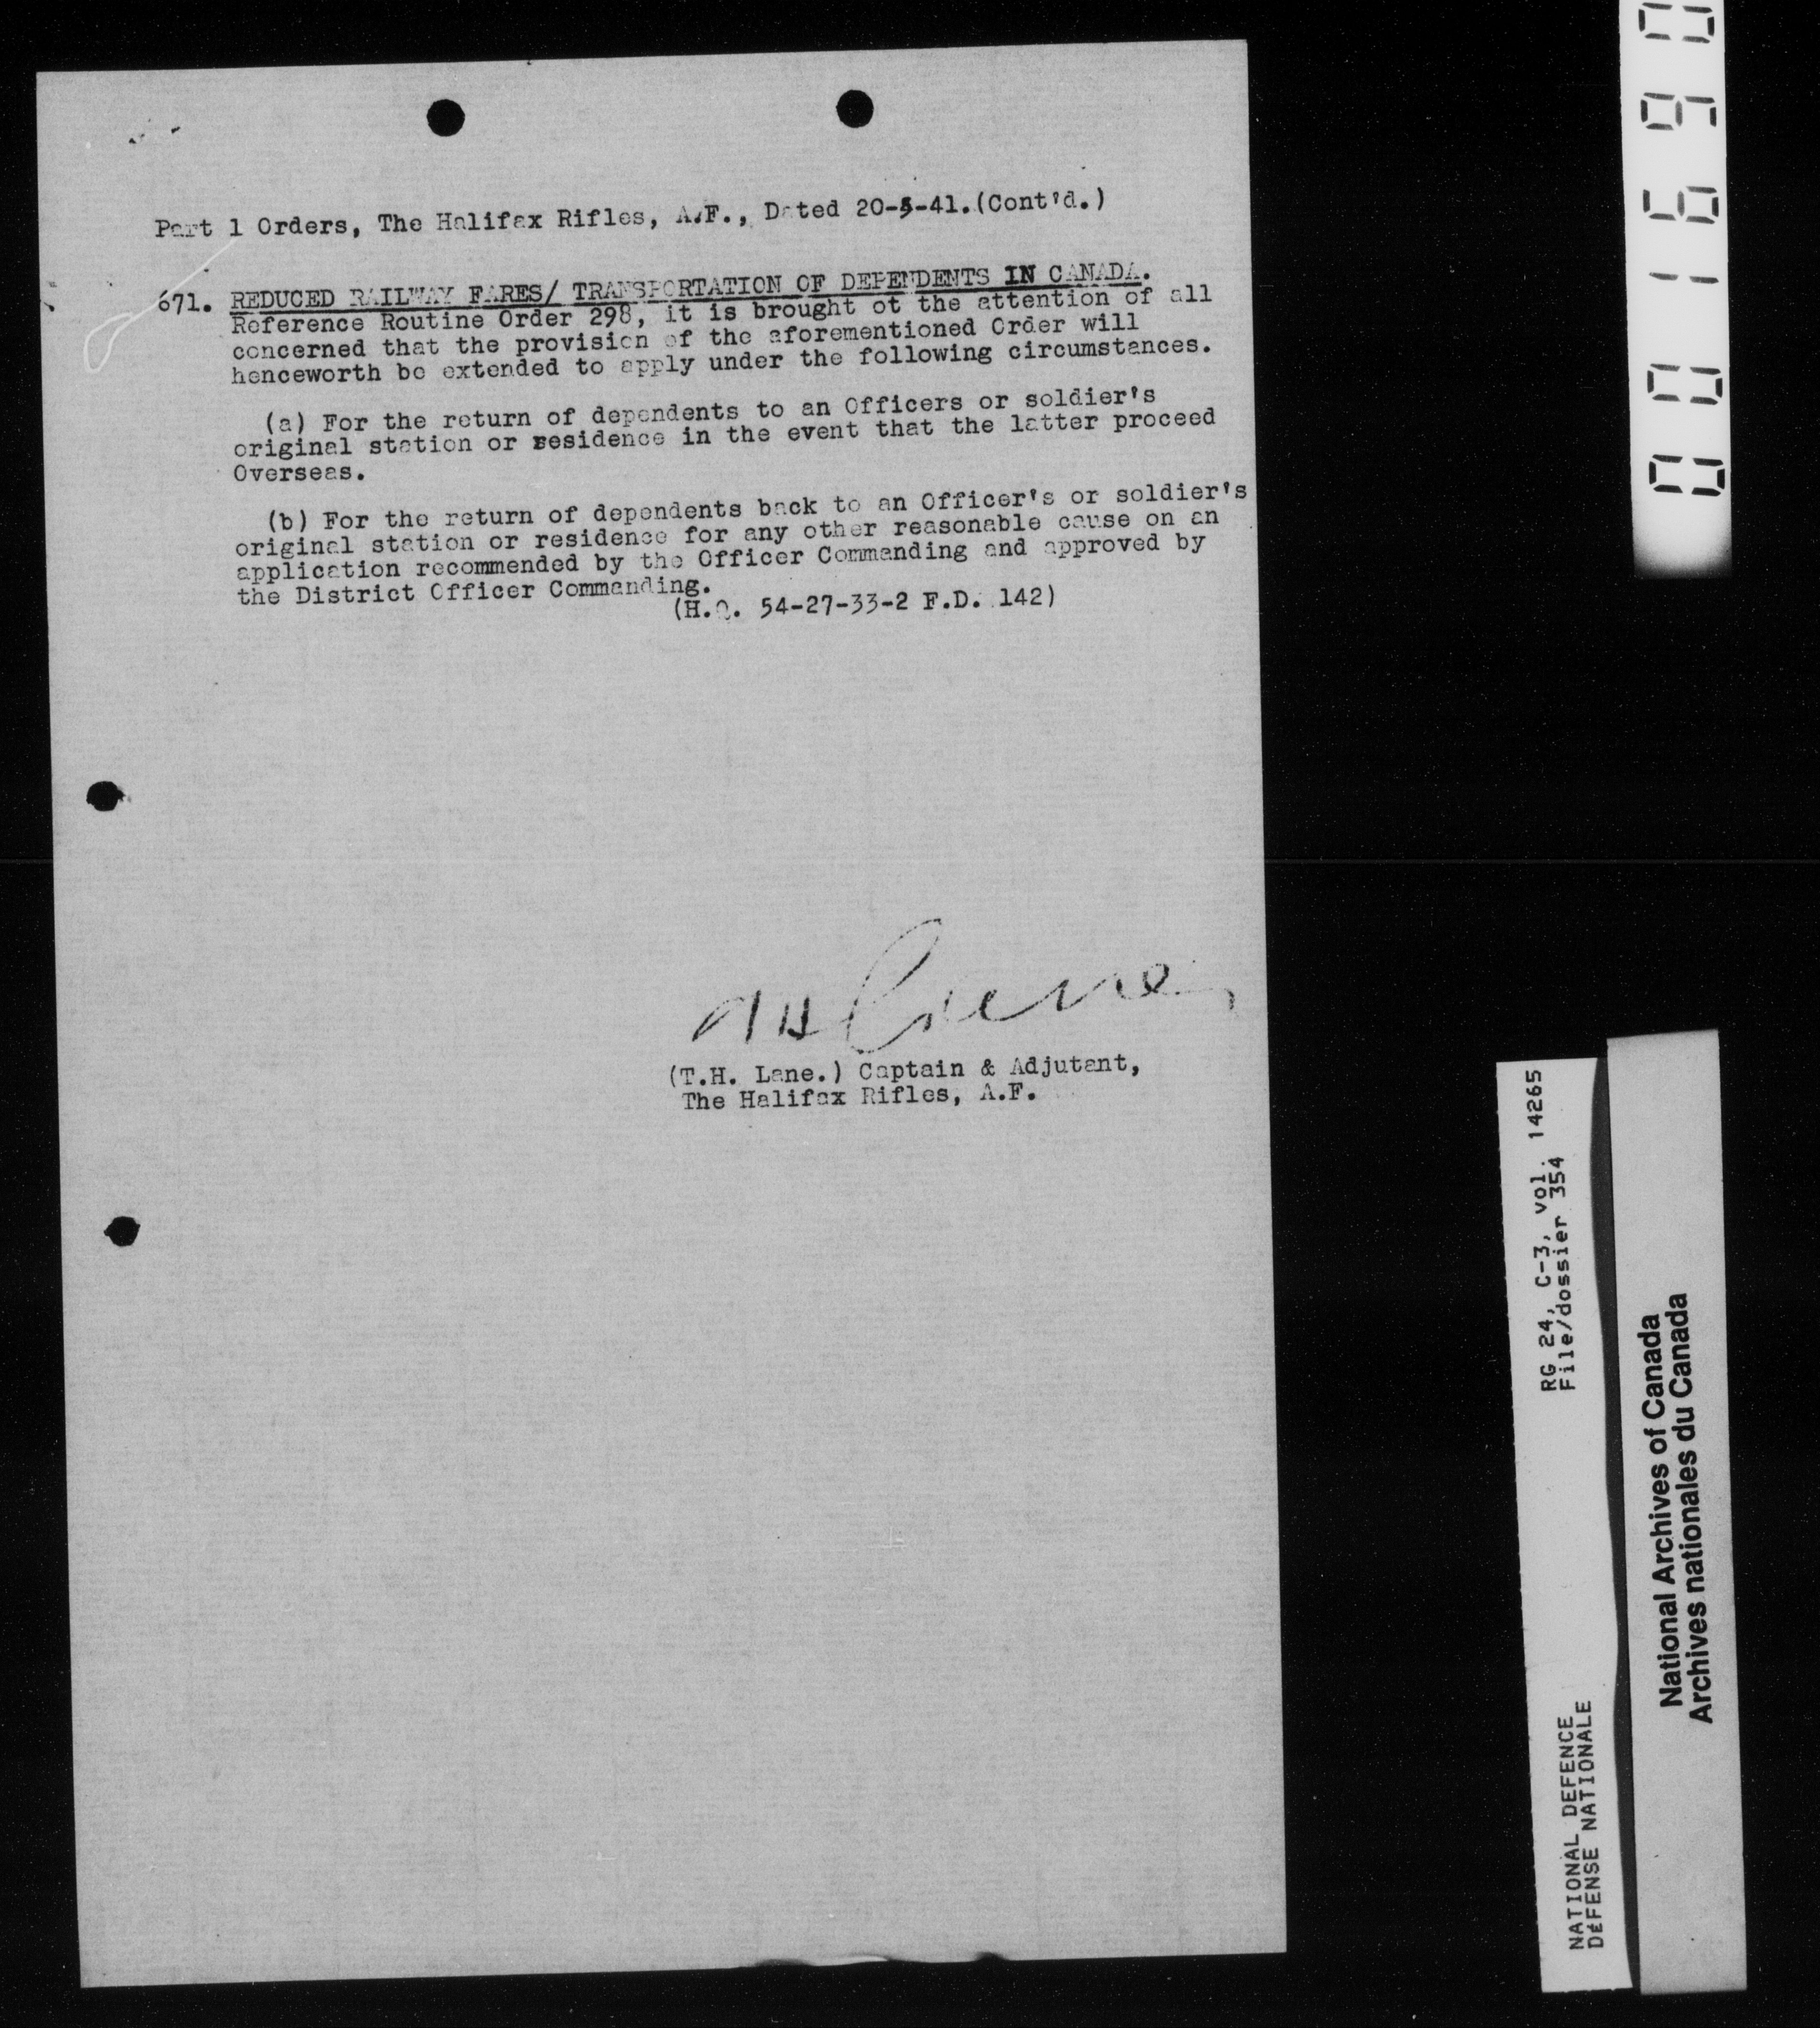 Part 1 Orders, The Halifax Rifles, A.F., Dated 20-5-41.(Cont'd.)
671. REDUCED RAILWAY FARES/ TRANSPORTATION OF DEPENDENTS IN CANADA.
Reference Routine Order 298, it is brought ot the attention of all
concerned that the provision of the aforementioned Order will
henceworth be extended to apply under the following circumstances.
(a) For the return of dependents to an Officers or soldier's
original station or residence in the event that the latter proceed
Overseas.
(b) For the return of dependents back to an Officer's or soldier's
original station or residence for any other reasonable cause on an
application recommended by the Officer Commanding and approved by
the District Officer Commanding.
(H.Q. 54-27-33-2 F.D. 142)
(T.H. Lane.) Captain & Adjutant,
The Halifax Rifles, A.F.
001690
RG 24, C-3, vol. 14265
File/dossier 354
NATIONAL DEFENCE
DÉFENSE NATIONALE
National Archives of Canada
Archives nationales du Canada